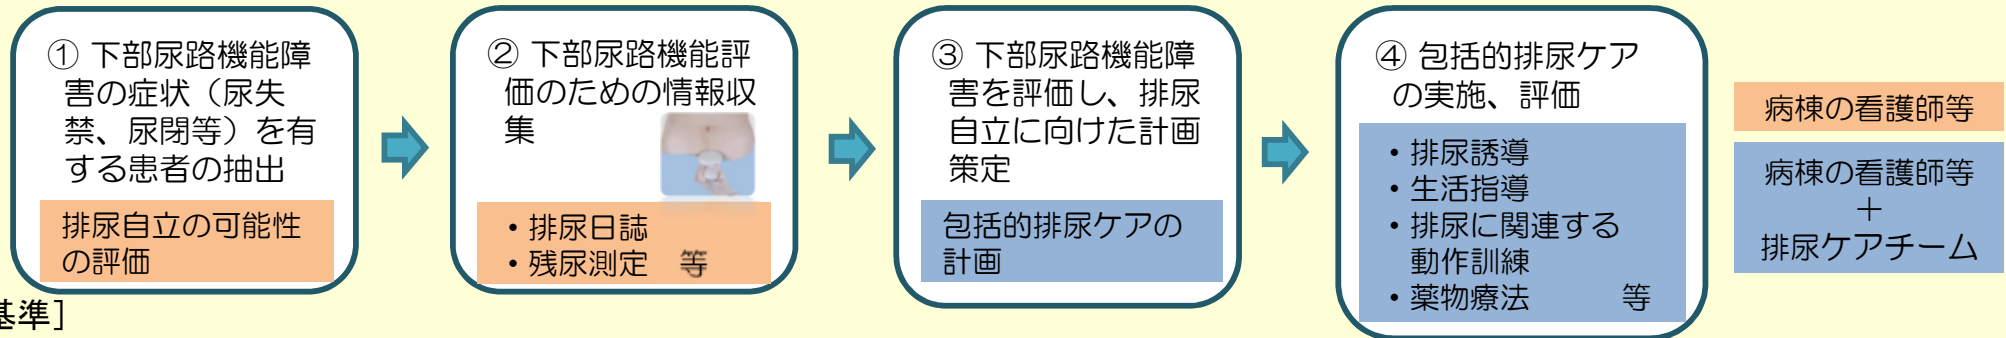 ① 下部尿路機能障
害の症状（尿失
禁、尿閉等）を有
する患者の抽出
排尿自立の可能性
の評価
② 下部尿路機能評
価のための情報収
集
・排尿日誌
・残尿測定　等
③ 下部尿路機能障
害を評価し、排尿
自立に向けた計画
策定
包括的排尿ケアの
計画
④ 包括的排尿ケア
の実施、評価
・排尿誘導
・生活指導
・排尿に関連する
動作訓練
・薬物療法　　　等
病棟の看護師等
病棟の看護師等
＋
排尿ケアチーム
基準］